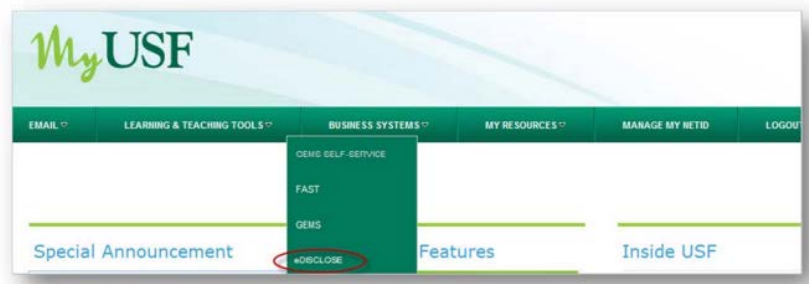 MyUSF
EMAIL LEARNING & TEACHING TOOLS BUSINESS SYSTEMS MY RESOURCES MANAGE MY NETID LOGOUT
GEMS SELF-SERVICE
FAST
GEMS
Special Announcement eDISCLOSE Features Inside USF